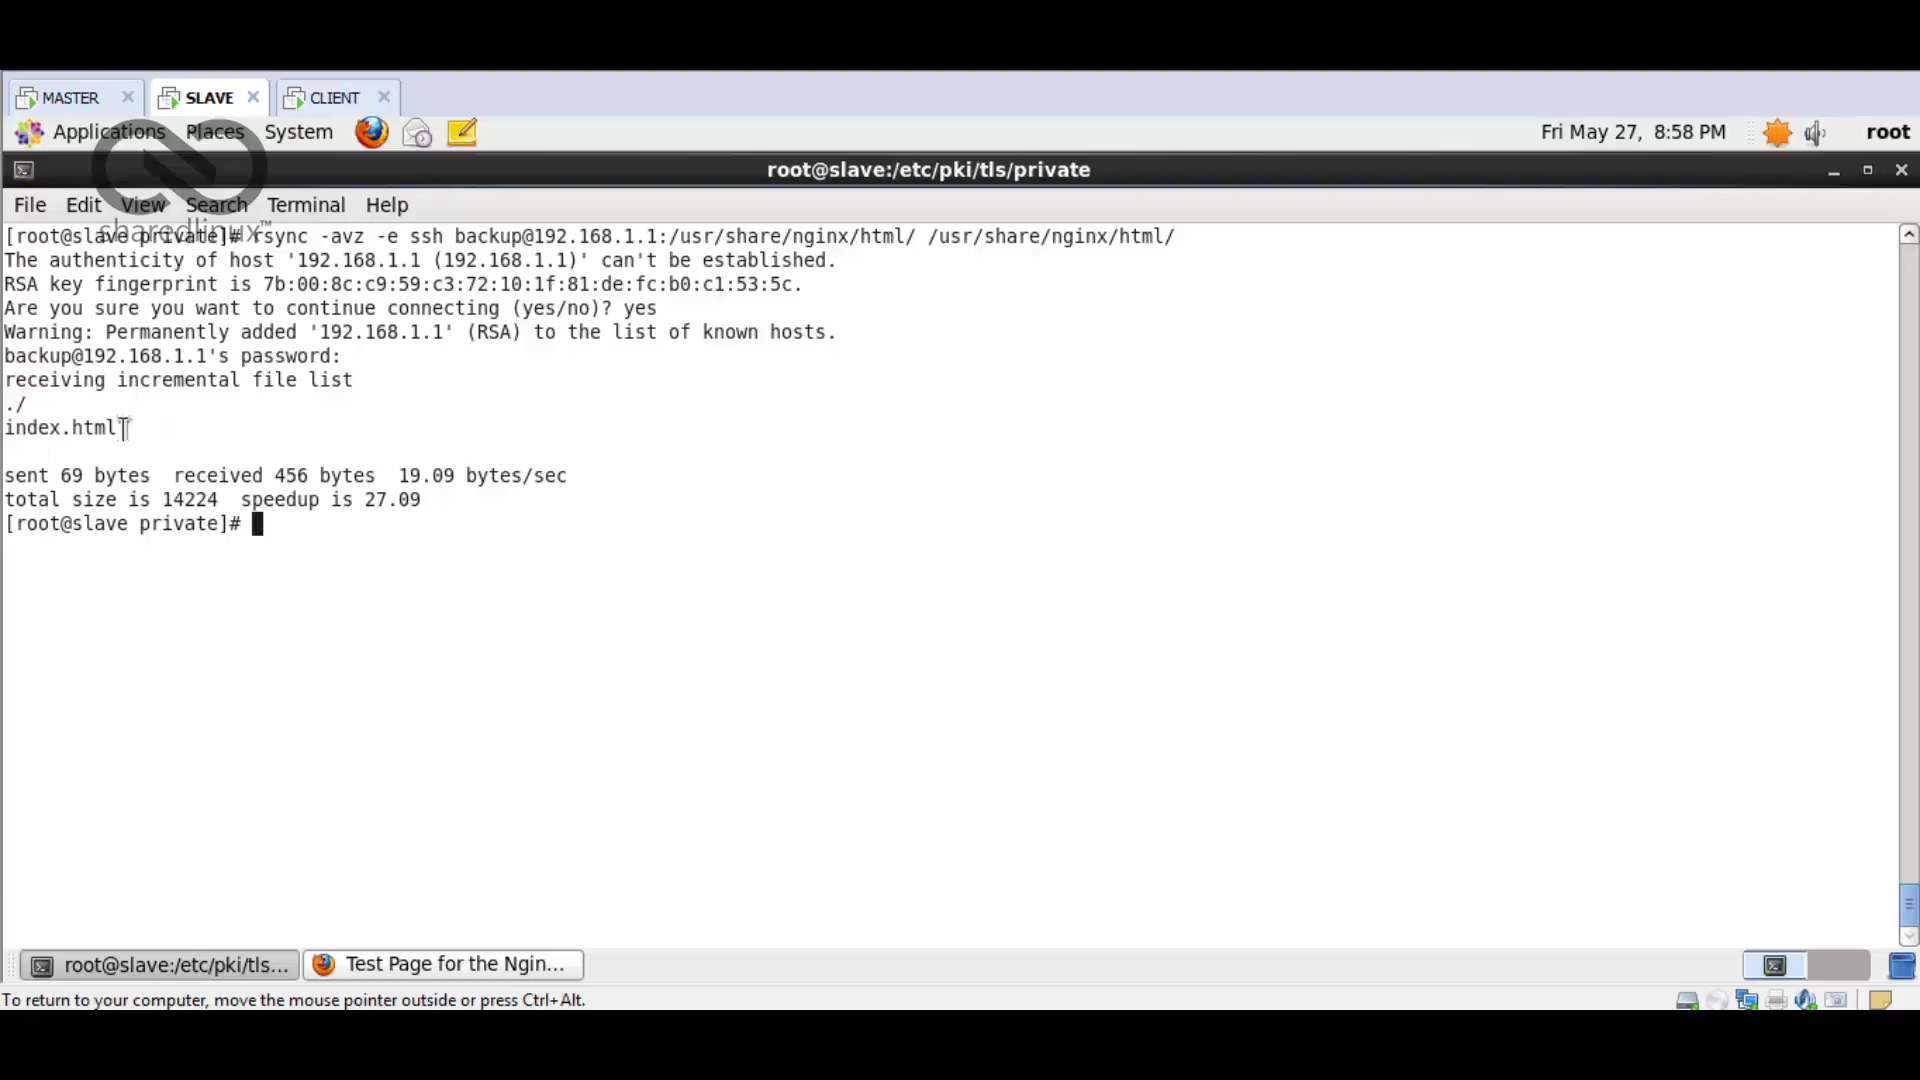 MASTER SLAVE CLIENT
Applications Places System Fri May 27, 8:58 PM root
root@slave:/etc/pki/tls/private
File Edit View Search Terminal Help
sharedlinux™
[root@slave private]# rsync -avz -e ssh backup@192.168.1.1:/usr/share/nginx/html/ /usr/share/nginx/html/
The authenticity of host '192.168.1.1 (192.168.1.1)' can't be established.
RSA key fingerprint is 7b:00:8c:c9:59:c3:72:10:1f:81:de:fc:b0:c1:53:5c.
Are you sure you want to continue connecting (yes/no)? yes
Warning: Permanently added '192.168.1.1' (RSA) to the list of known hosts.
backup@192.168.1.1's password:
receiving incremental file list
./
index.html
sent 69 bytes  received 456 bytes  19.09 bytes/sec
total size is 14224  speedup is 27.09
[root@slave private]#
root@slave:/etc/pki/tls... Test Page for the Ngin...
To return to your computer, move the mouse pointer outside or press Ctrl+Alt.